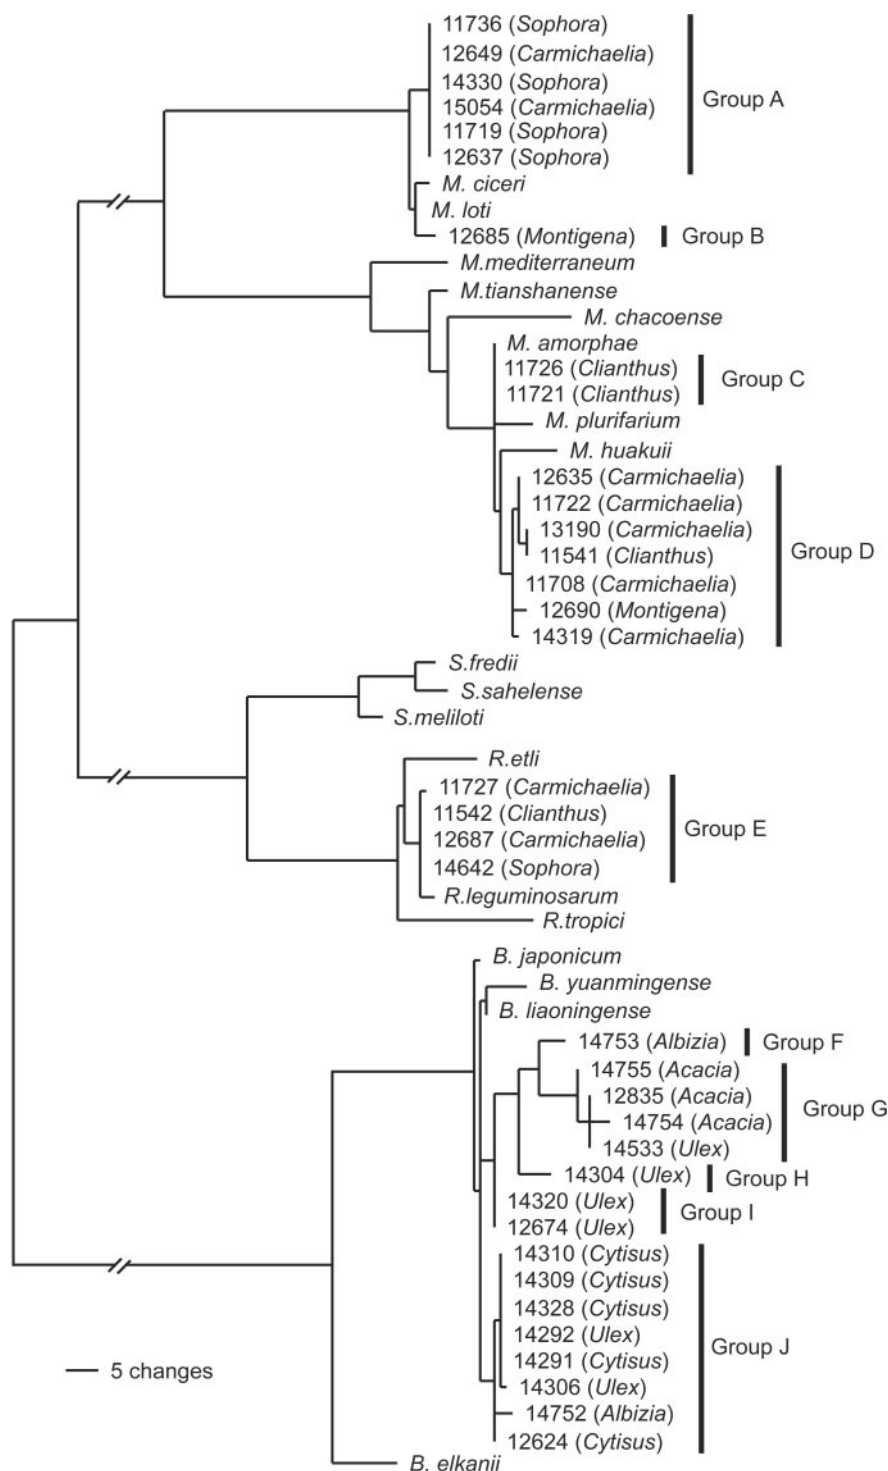 11736 (Sophora)
12649 (Carmichaelia)
14330 (Sophora)
Group A
15054 (Carmichaelia)
11719 (Sophora)
12637 (Sophora)
M. ciceri
M. loti
12685 (Montigena)
Group B
M.mediterraneum
M.tianshanense
M. chacoense
M. amorphae
11726 (Clianthus)
Group C
11721 (Clianthus)
M. plurifarium
M. huakuii
12635 (Carmichaelia)
11722 (Carmichaelia)
13190 (Carmichaelia)
Group D
11541 (Clianthus)
11708 (Carmichaelia)
12690 (Montigena)
14319 (Carmichaelia)
S.fredii
S.sahelense
S.meliloti
R.etli
11727 (Carmichaelia)
11542 (Clianthus)
Group E
12687 (Carmichaelia)
14642 (Sophora)
R.leguminosarum
R.tropici
B. japonicum
B. yuanmingense
B. liaoningense
14753 (Albizia)
Group F
14755 (Acacia)
12835 (Acacia)
Group G
14754 (Acacia)
14533 (Ulex)
14304 (Ulex)
Group H
14320 (Ulex)
Group I
12674 (Ulex)
14310 (Cytisus)
14309 (Cytisus)
14328 (Cytisus)
14292 (Ulex)
Group J
14291 (Cytisus)
5 changes
14306 (Ulex)
14752 (Albizia)
12624 (Cytisus)
B. elkanii